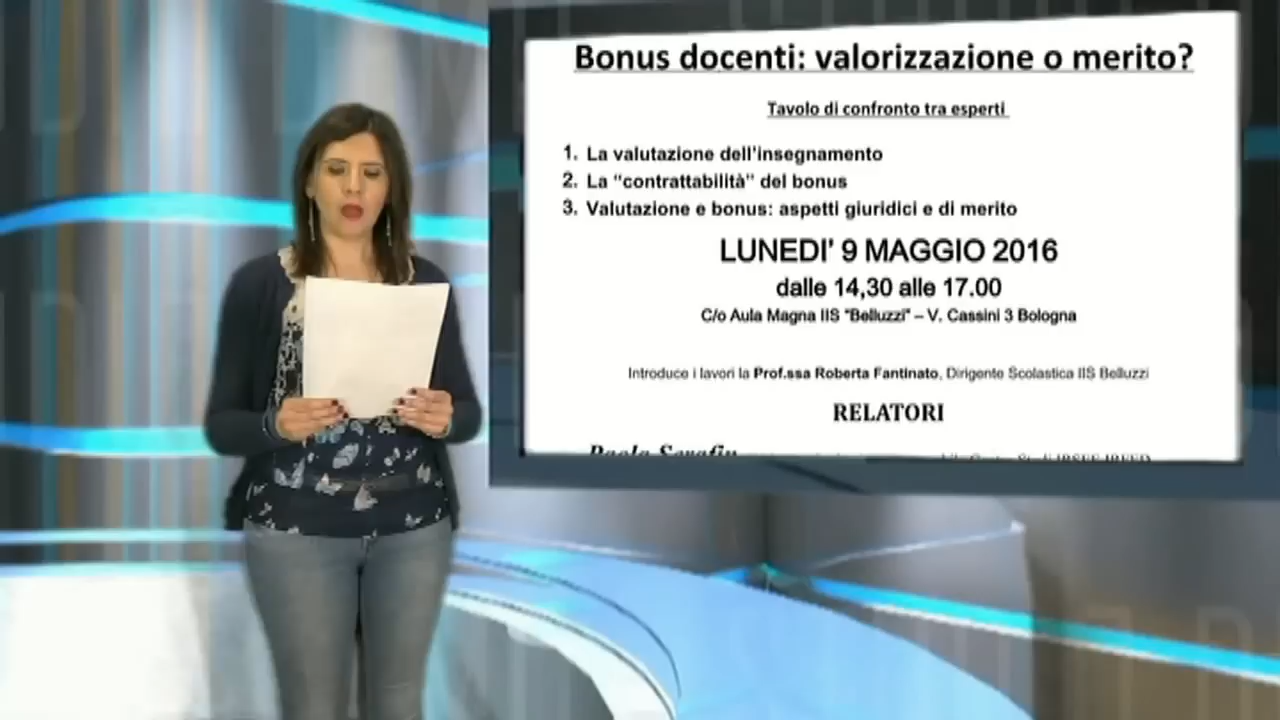 Bonus docenti: valorizzazione o merito?
Tavolo di confronto tra esperti
1. La valutazione dell'insegnamento
2. La "contrattabilità" del bonus
3. Valutazione e bonus: aspetti giuridici e di merito
LUNEDI' 9 MAGGIO 2016
dalle 14,30 alle 17.00
C/o Aula Magna IIS "Belluzzi" – V. Cassini 3 Bologna
Introduce i lavori la Prof.ssa Roberta Fantinato, Dirigente Scolastica IIS Belluzzi
RELATORI
Paola Serafin